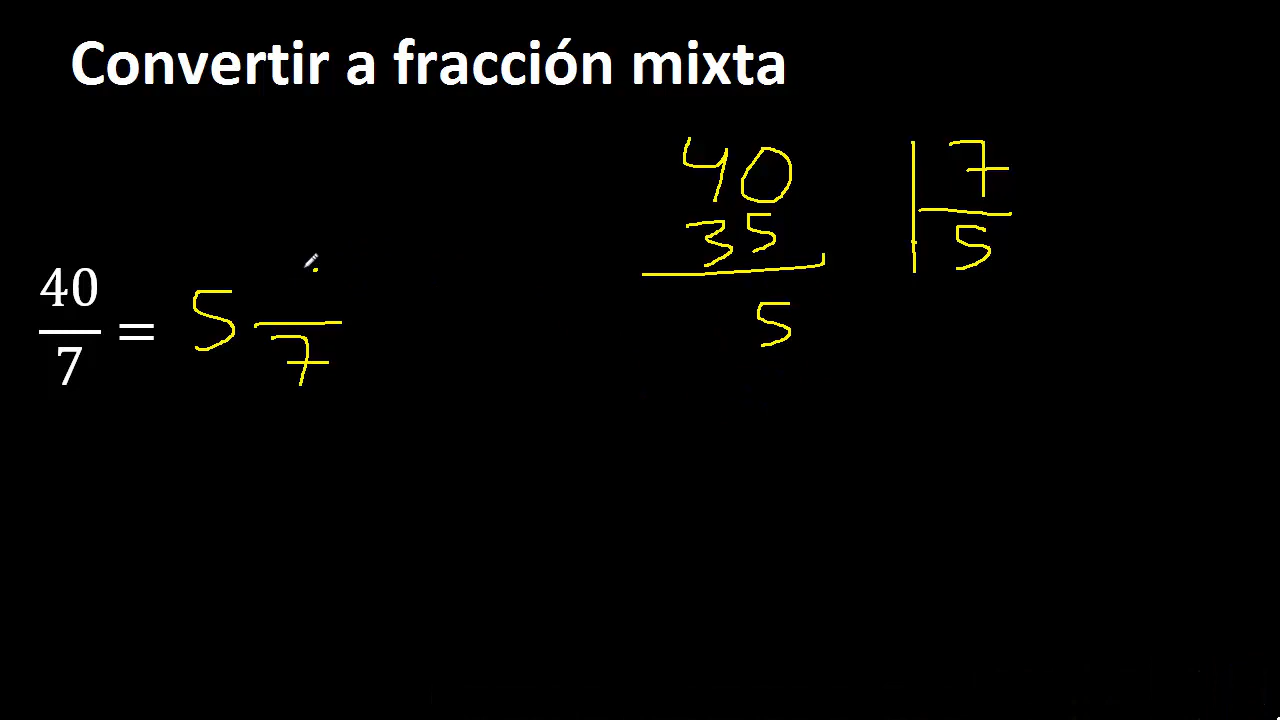 Convertir a fracción mixta
40 7
35 5
5
40/7 = 5 /7